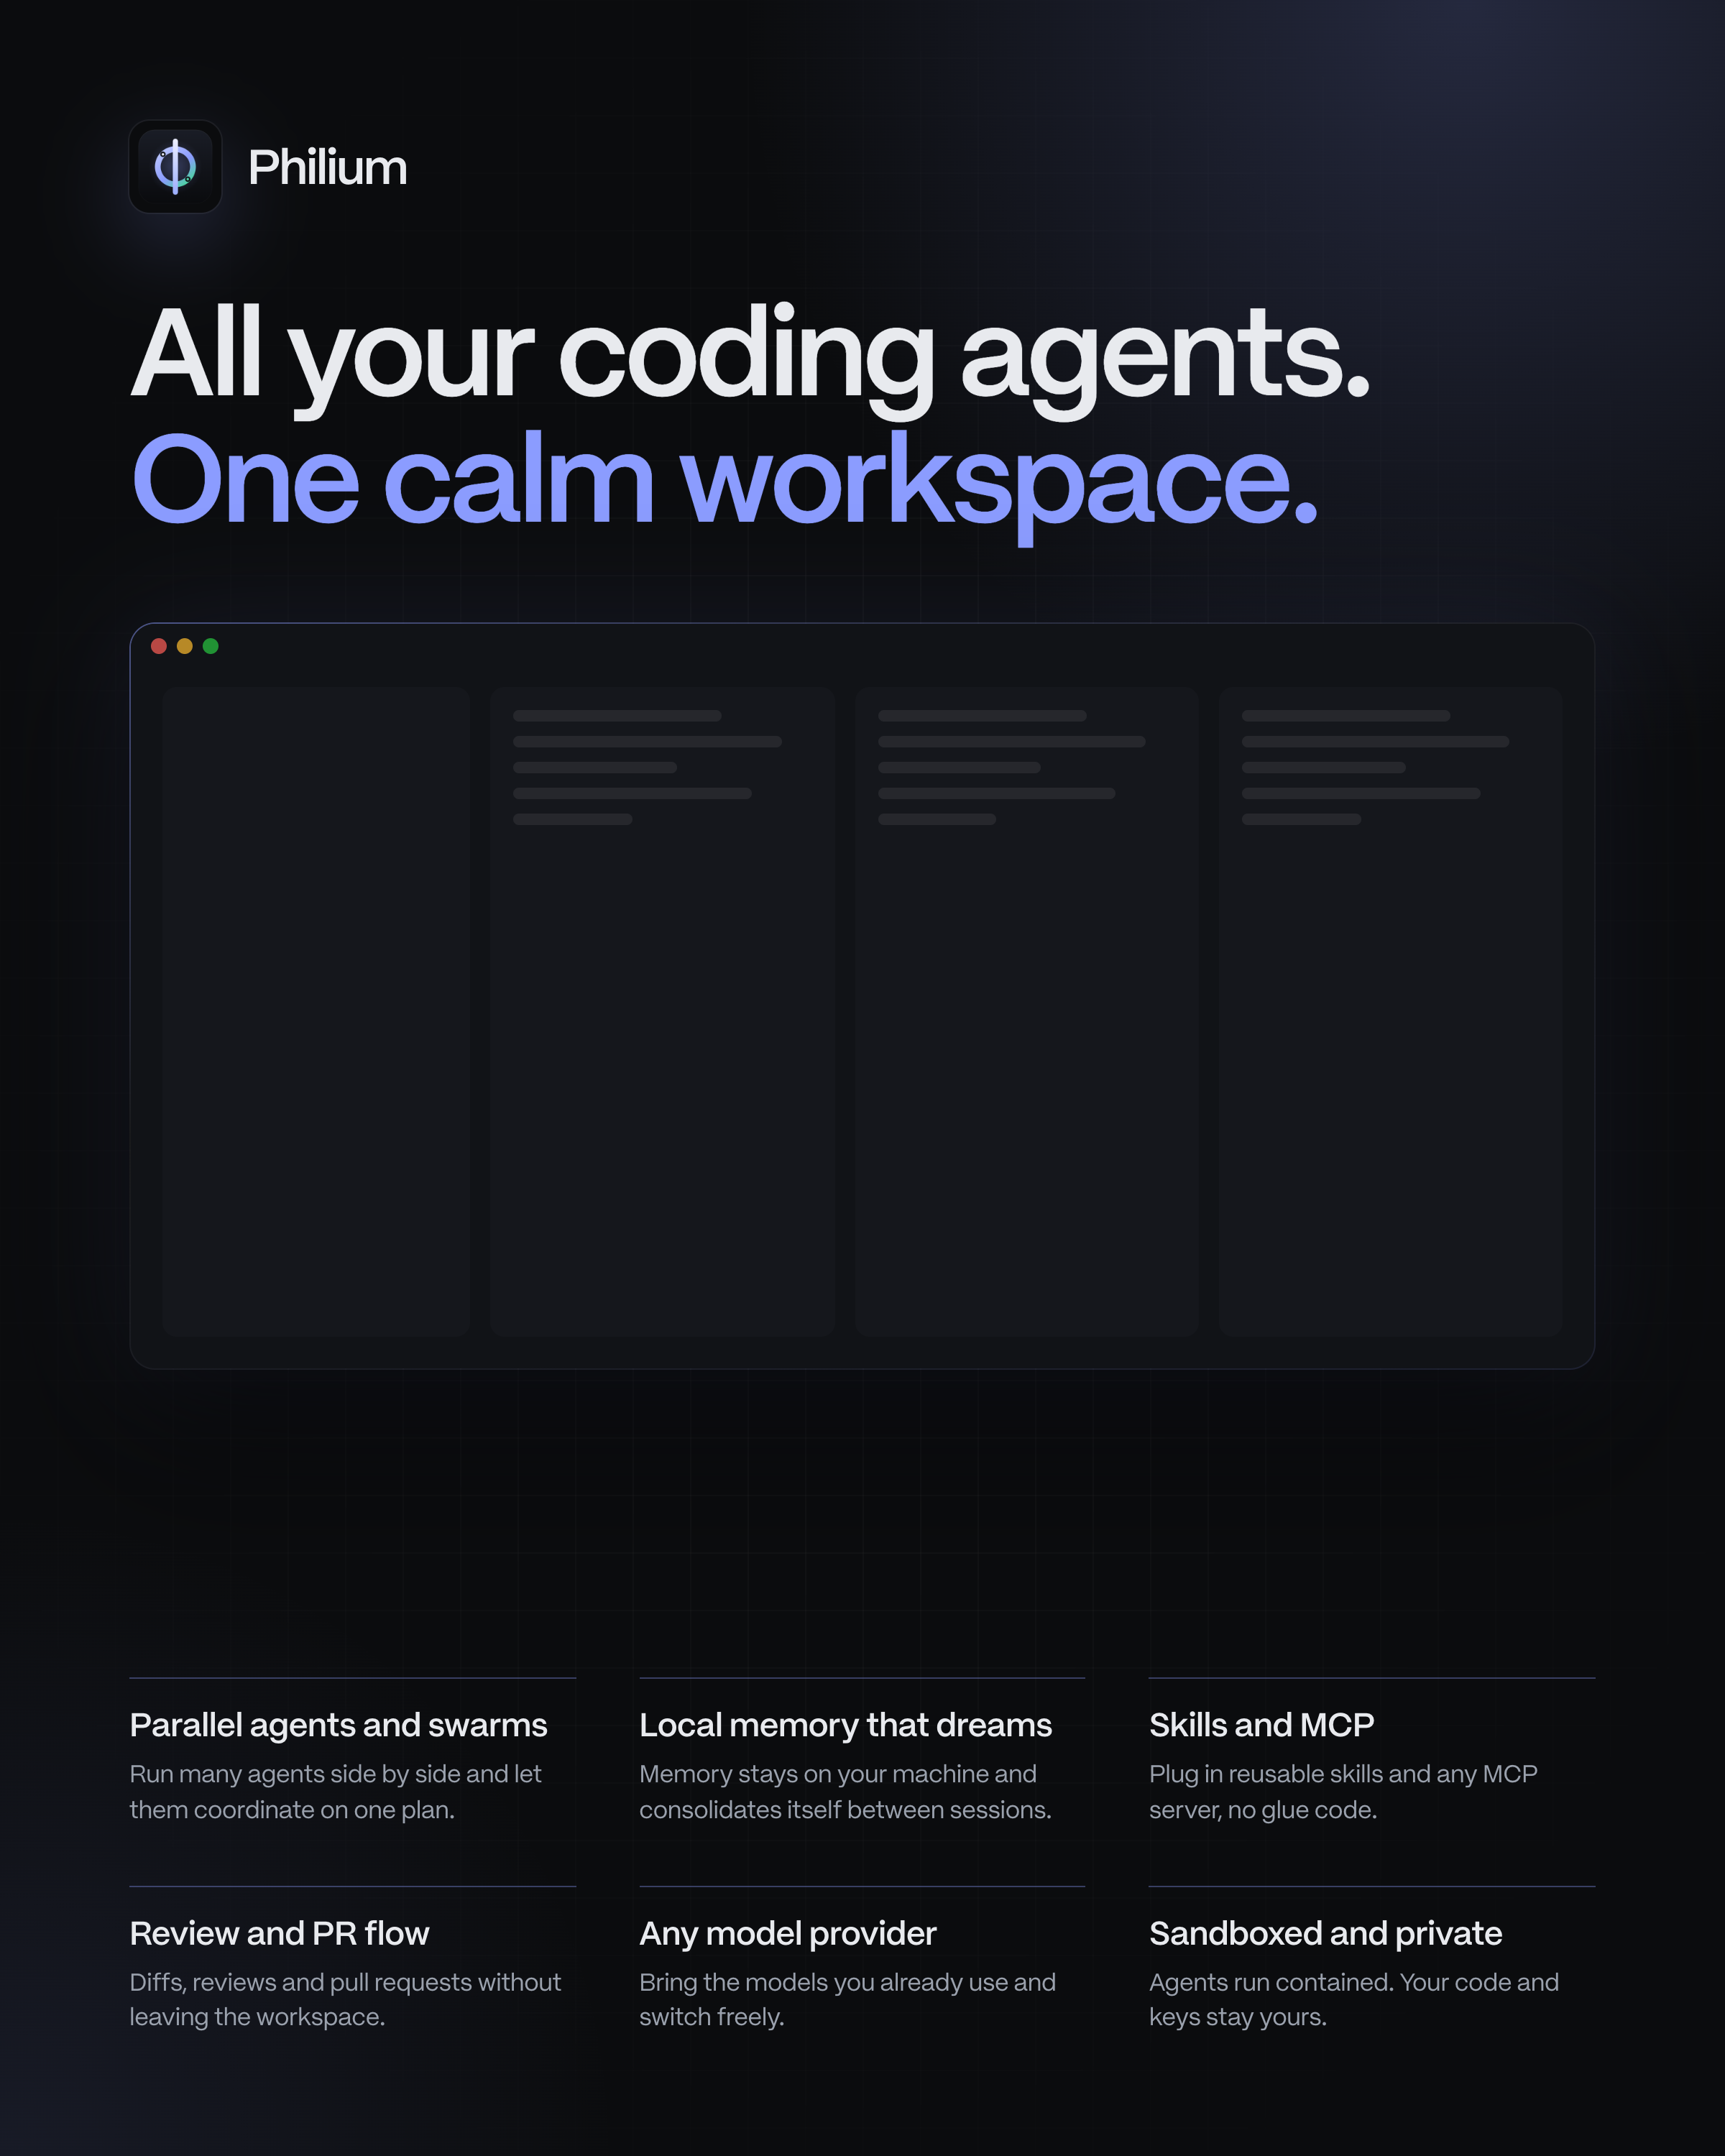 Philium
All your coding agents.
One calm workspace.
Parallel agents and swarms
Run many agents side by side and let
them coordinate on one plan.
Local memory that dreams
Memory stays on your machine and
consolidates itself between sessions.
Skills and MCP
Plug in reusable skills and any MCP
server, no glue code.
Review and PR flow
Diffs, reviews and pull requests without
leaving the workspace.
Any model provider
Bring the models you already use and
switch freely.
Sandboxed and private
Agents run contained. Your code and
keys stay yours.